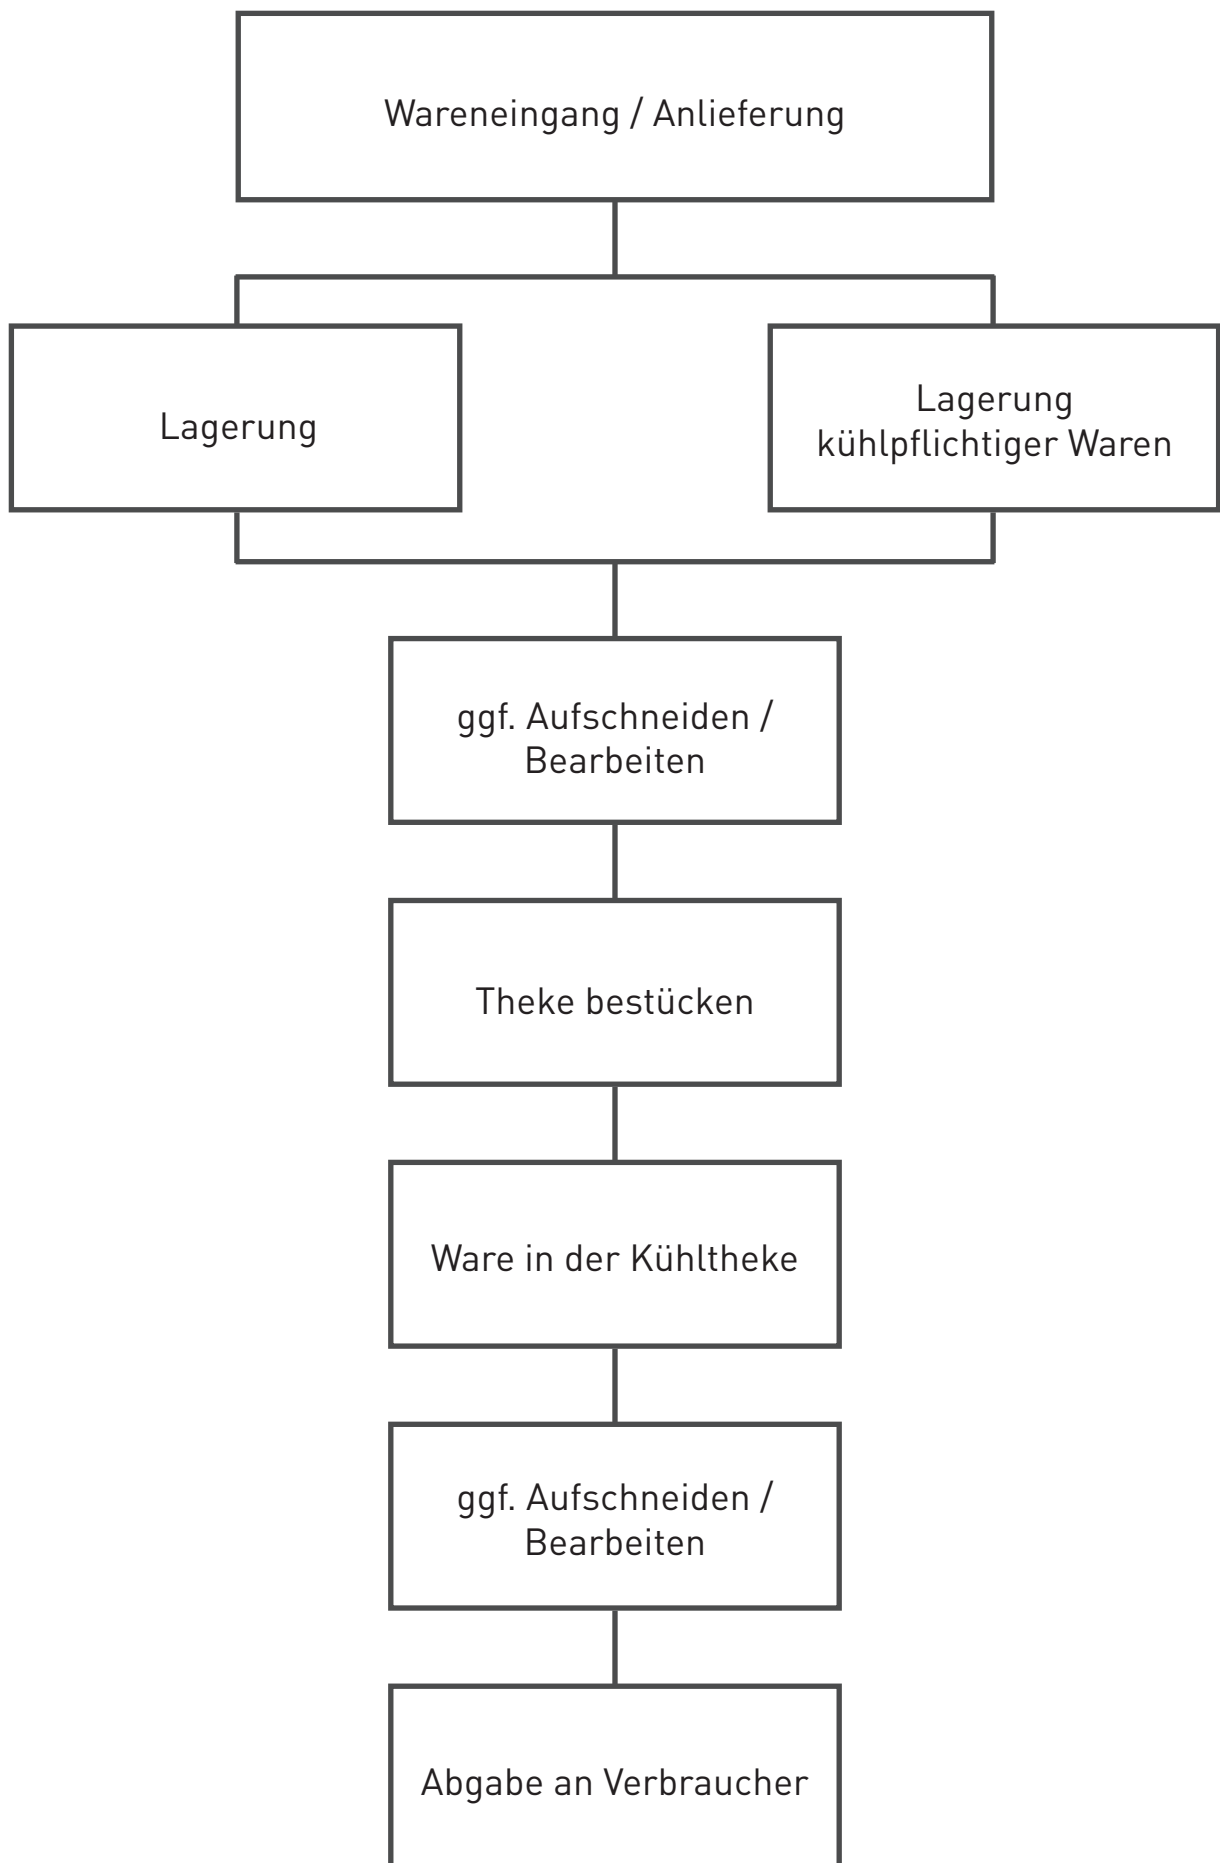 Wareneingang / Anlieferung
Lagerung
Lagerung
kühlpflichtiger Waren
ggf. Aufschneiden /
Bearbeiten
Theke bestücken
Ware in der Kühltheke
ggf. Aufschneiden /
Bearbeiten
Abgabe an Verbraucher